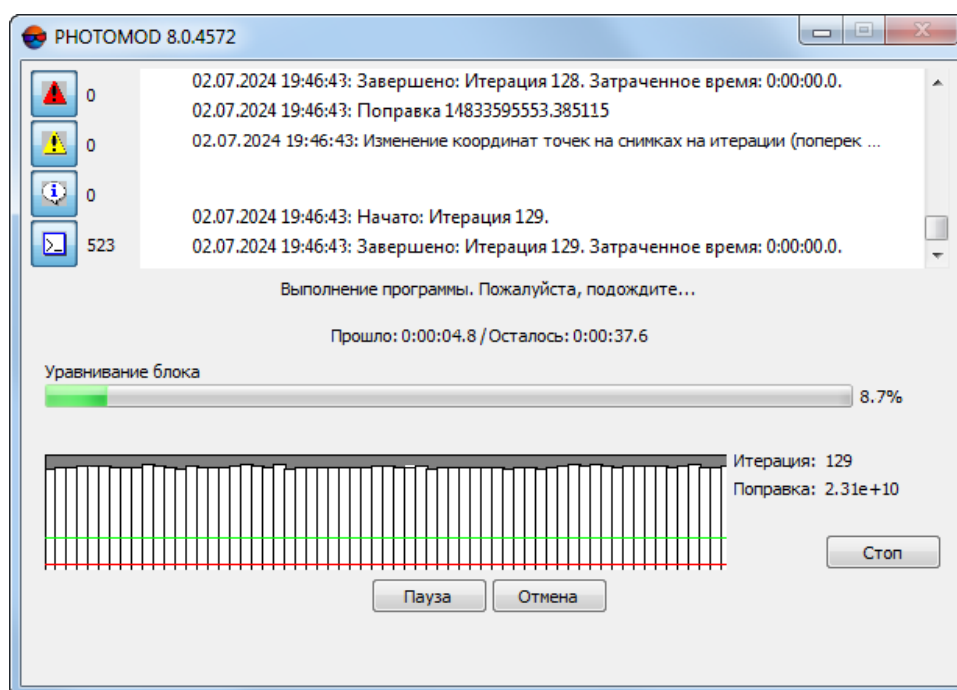 PHOTOMOD 8.0.4572
0
02.07.2024 19:46:43: Завершено: Итерация 128. Затраченное время: 0:00:00.0.
02.07.2024 19:46:43: Поправка 14833595553.385115
0
02.07.2024 19:46:43: Изменение координат точек на снимках на итерации (поперек ...
0
02.07.2024 19:46:43: Начато: Итерация 129.
523
02.07.2024 19:46:43: Завершено: Итерация 129. Затраченное время: 0:00:00.0.
Выполнение программы. Пожалуйста, подождите...
Прошло: 0:00:04.8 / Осталось: 0:00:37.6
Уравнивание блока
8.7%
Итерация: 129
Поправка: 2.31e+10
Стоп
Пауза Отмена